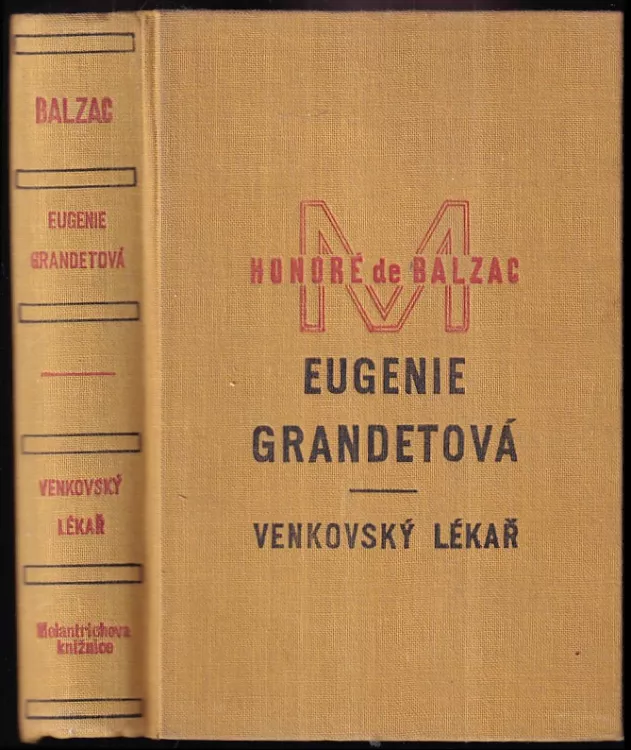 BALZAC
EUGENIE
GRANDETOVÁ
VENKOVSKÝ
LÉKAŘ
Melantrichova
knižnice
M
HONORÉ de BALZAC
EUGENIE
GRANDETOVÁ
VENKOVSKÝ LÉKAŘ